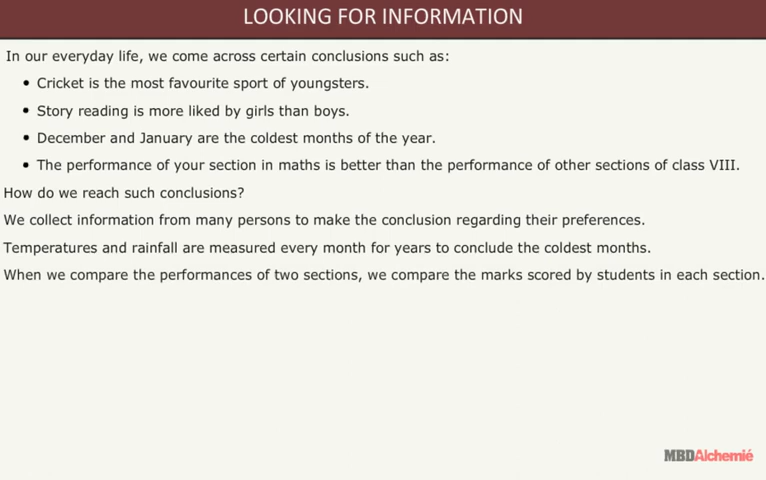 LOOKING FOR INFORMATION
In our everyday life, we come across certain conclusions such as:
• Cricket is the most favourite sport of youngsters.
• Story reading is more liked by girls than boys.
• December and January are the coldest months of the year.
• The performance of your section in maths is better than the performance of other sections of class VIII.
How do we reach such conclusions?
We collect information from many persons to make the conclusion regarding their preferences.
Temperatures and rainfall are measured every month for years to conclude the coldest months.
When we compare the performances of two sections, we compare the marks scored by students in each section.
MBDAlchemié